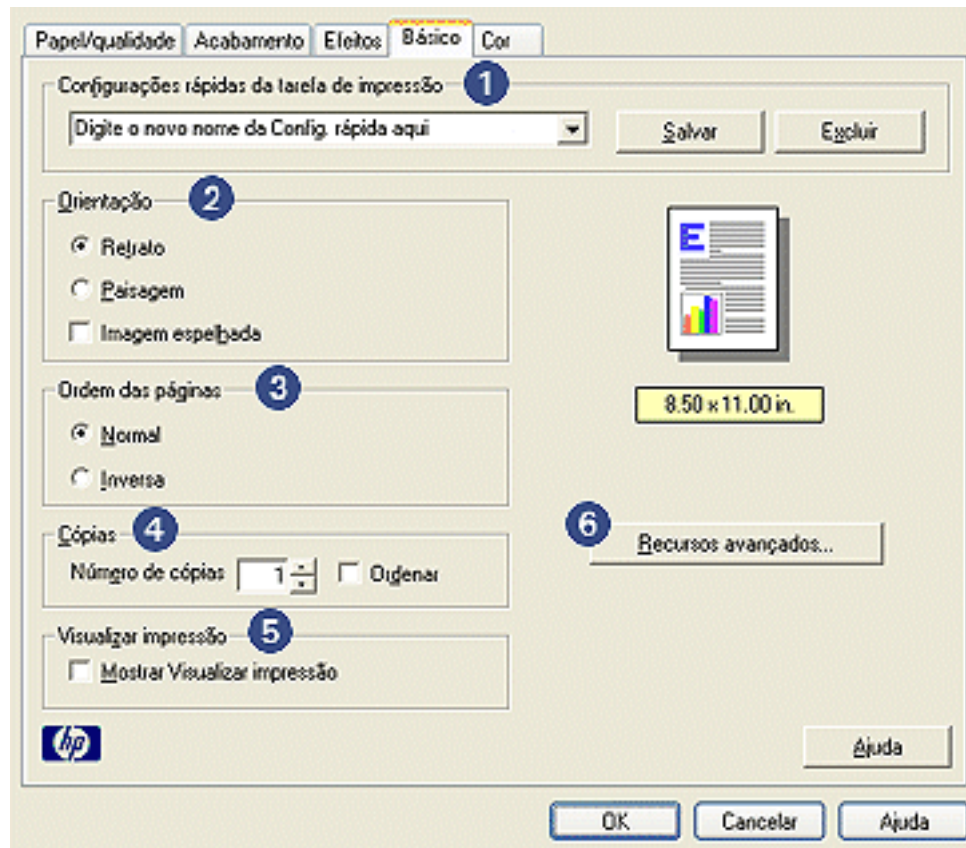 Papel/qualidade Acabamento Efeitos Básico Cor
Configurações rápidas da tarefa de impressão 1
Digite o novo nome da Config. rápida aqui Salvar Excluir
Orientação 2
Retrato
Paisagem
Imagem espelhada
8.50 x 11.00 in.
Ordem das páginas 3
Normal
Inversa
6 Recursos avançados...
Cópias 4
Número de cópias 1 Ordenar
Visualizar impressão 5
Mostrar Visualizar impressão
hp
Ajuda
OK Cancelar Ajuda